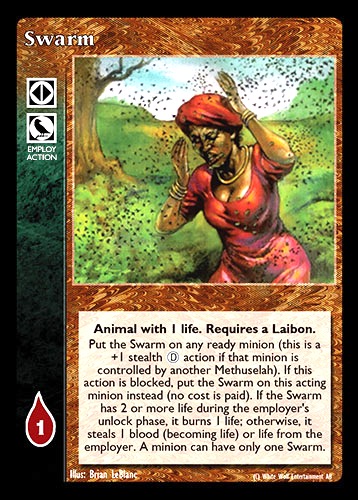 Swarm
EMPLOY
ACTION
Animal with 1 life. Requires a Laibon.
Put the Swarm on any ready minion (this is a
+1 stealth Ⓓ action if that minion is
controlled by another Methuselah). If this
action is blocked, put the Swarm on this acting
minion instead (no cost is paid). If the Swarm
has 2 or more life during the employer's
unlock phase, it burns 1 life; otherwise, it
steals 1 blood (becoming life) or life from the
employer. A minion can have only one Swarm.
1
Illus: Brian LeBlanc
(C) White Wolf Entertainment AB